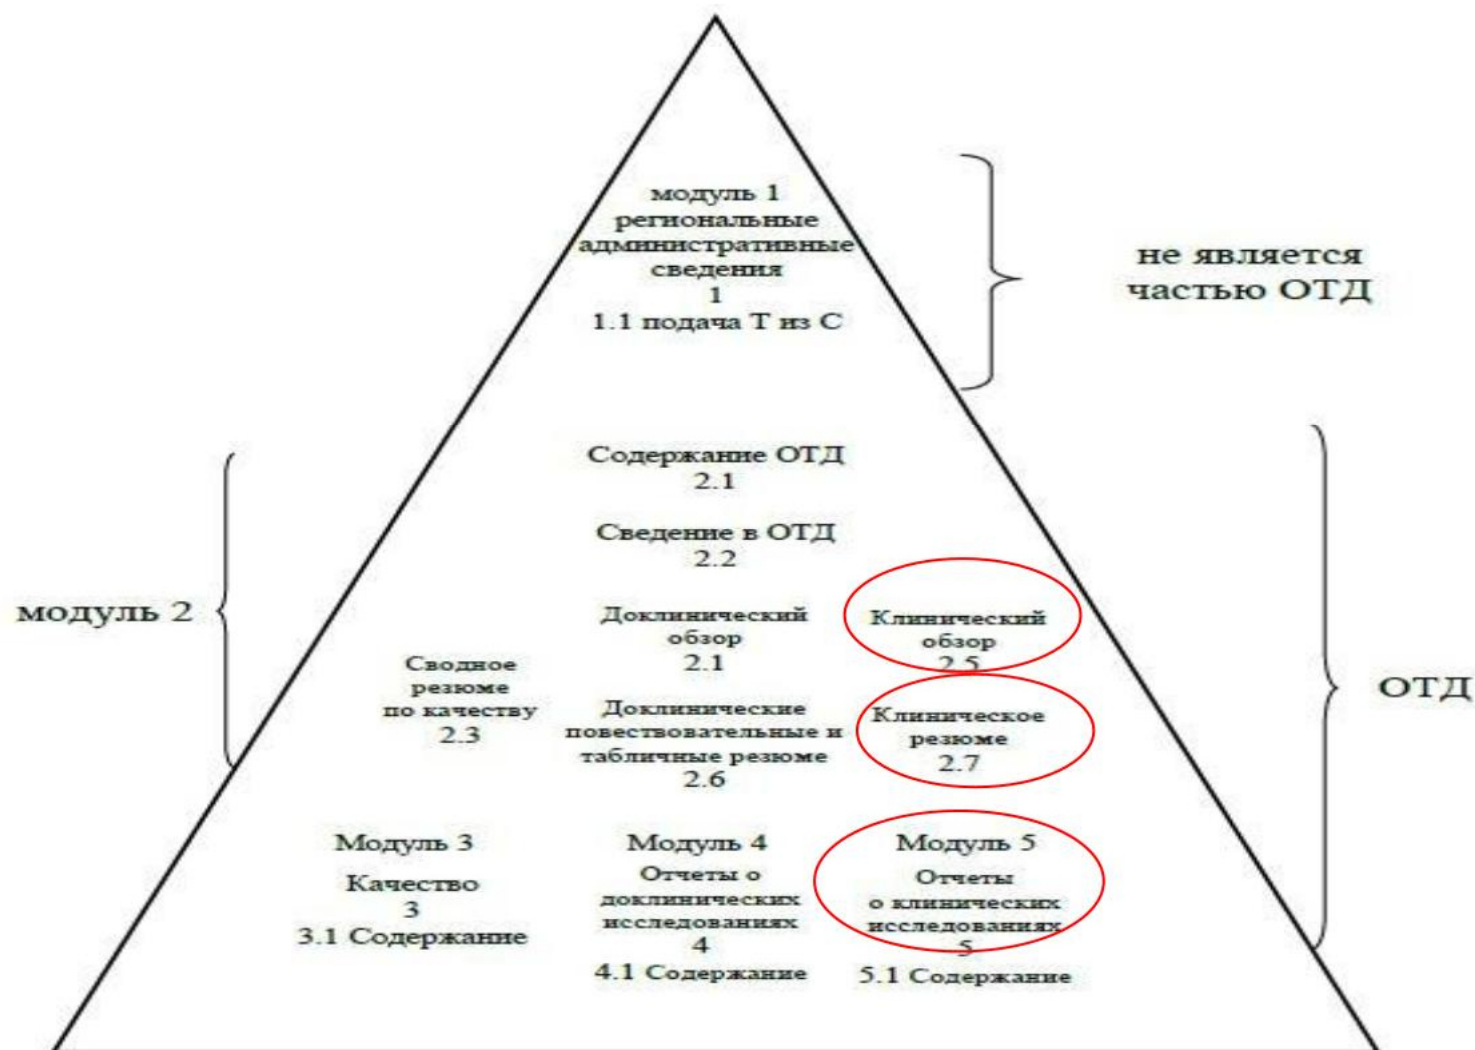 модуль 1
региональные
административные
сведения
1
1.1 подача Т из С
не является
частью ОТД
Содержание ОТД
2.1
Сведение в ОТД
2.2
модуль 2
Доклинический
обзор
2.1
Клинический
обзор
2.5
Сводное
резюме
по качеству
2.3
Доклинические
повествовательные и
табличные резюме
2.6
Клиническое
резюме
2.7
ОТД
Модуль 3
Качество
3
3.1 Содержание
Модуль 4
Отчеты о
доклинических
исследованиях
4
4.1 Содержание
Модуль 5
Отчеты
о клинических
исследованиях
5
5.1 Содержание